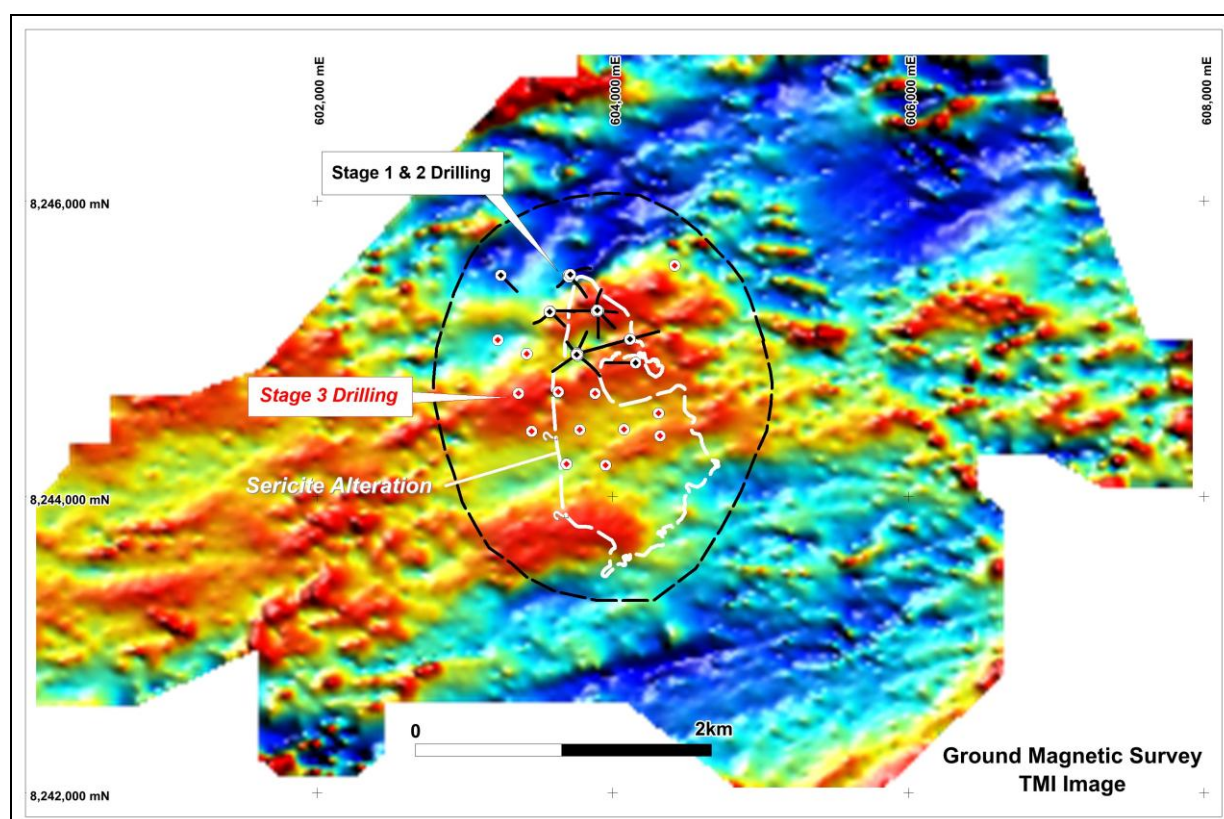 602,000 mE
604,000 mE
606,000 mE
608,000 mE
Stage 1 & 2 Drilling
8,246,000 mN
Stage 3 Drilling
?
Sericite Alteration
8,244,000 mN
?
0
2km
Ground Magnetic Survey
TMI Image
8,242,000 mN